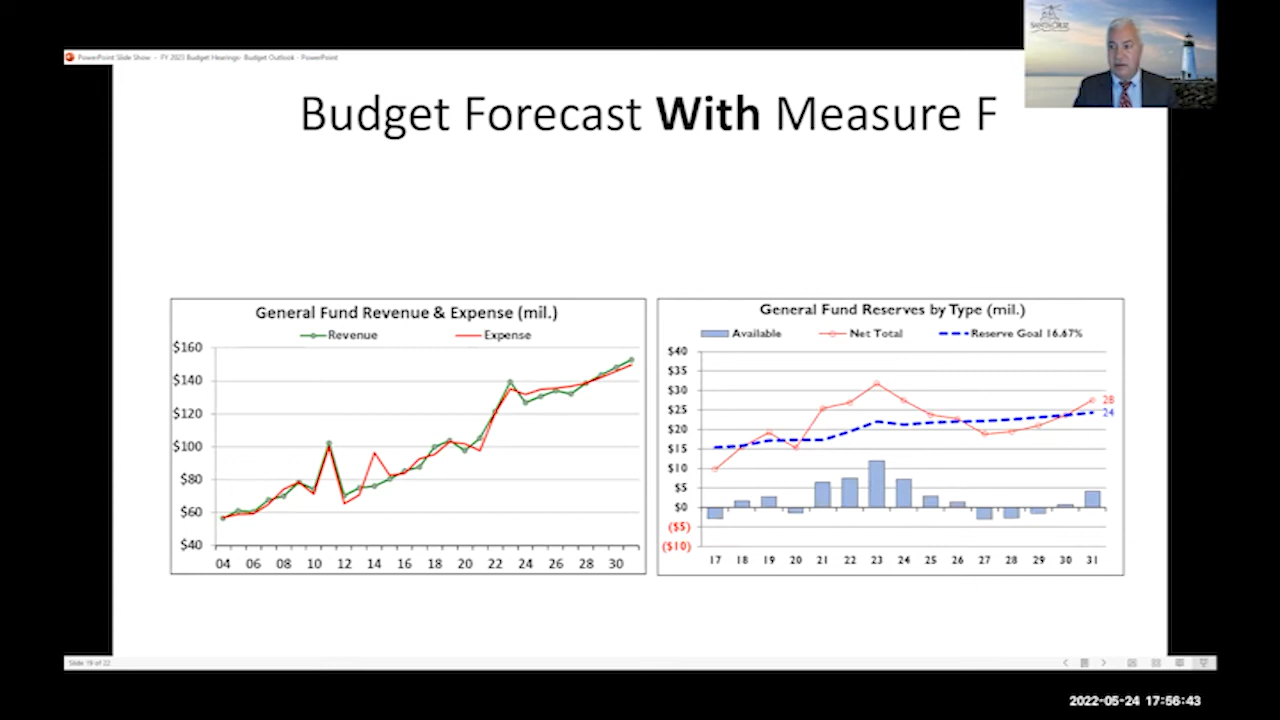 PowerPoint Slide Show - FY 2023 Budget Hearings- Budget Outlook - PowerPoint
Budget Forecast With Measure F
General Fund Revenue & Expense (mil.)
Revenue Expense
$160
$140
$120
$100
$80
$60
$40
04 06 08 10 12 14 16 18 20 22 24 26 28 30
General Fund Reserves by Type (mil.)
Available Net Total Reserve Goal 16.67%
$40
$35
$30
$25
$20
$15
$10
$5
$0
($5)
($10)
28
24
17 18 19 20 21 22 23 24 25 26 27 28 29 30 31
Slide 19 of 22
2022-05-24 17:56:43